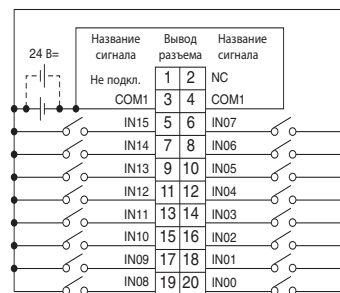 Название Вывод Название
24 В= сигнала разъема сигнала
Не подкл. 1 2 NC
COM1 3 4 COM1
IN15 5 6 IN07
IN14 7 8 IN06
IN13 9 10 IN05
IN12 11 12 IN04
IN11 13 14 IN03
IN10 15 16 IN02
IN09 17 18 IN01
IN08 19 20 IN00